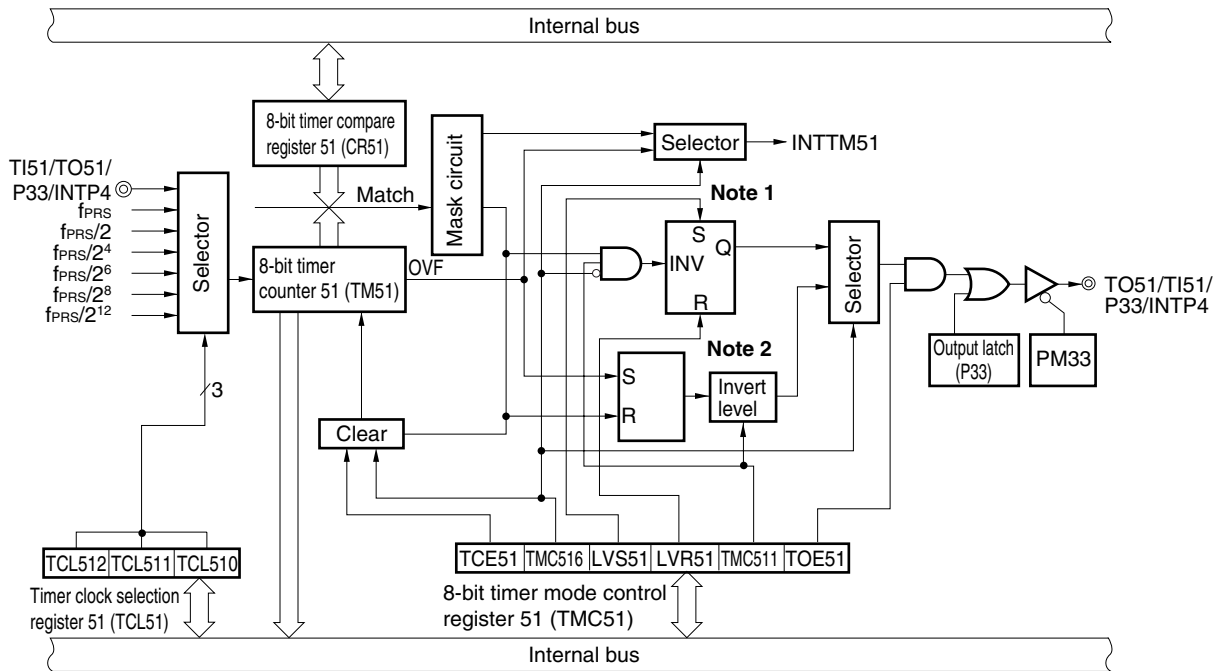 Internal bus
8-bit timer compare
register 51 (CR51)
Mask circuit
Selector
INTTM51
TI51/TO51/
P33/INTP4
fPRS
fPRS/2
fPRS/2⁴
fPRS/2⁶
fPRS/2⁸
fPRS/2¹²
Selector
Match
Note 1
8-bit timer
counter 51 (TM51)
OVF
S
INV
Q
R
Selector
TO51/TI51/
P33/INTP4
Note 2
Output latch
(P33)
PM33
S
R
Invert
level
3
Clear
TCL512 TCL511 TCL510
Timer clock selection
register 51 (TCL51)
TCE51 TMC516 LVS51 LVR51 TMC511 TOE51
8-bit timer mode control
register 51 (TMC51)
Internal bus